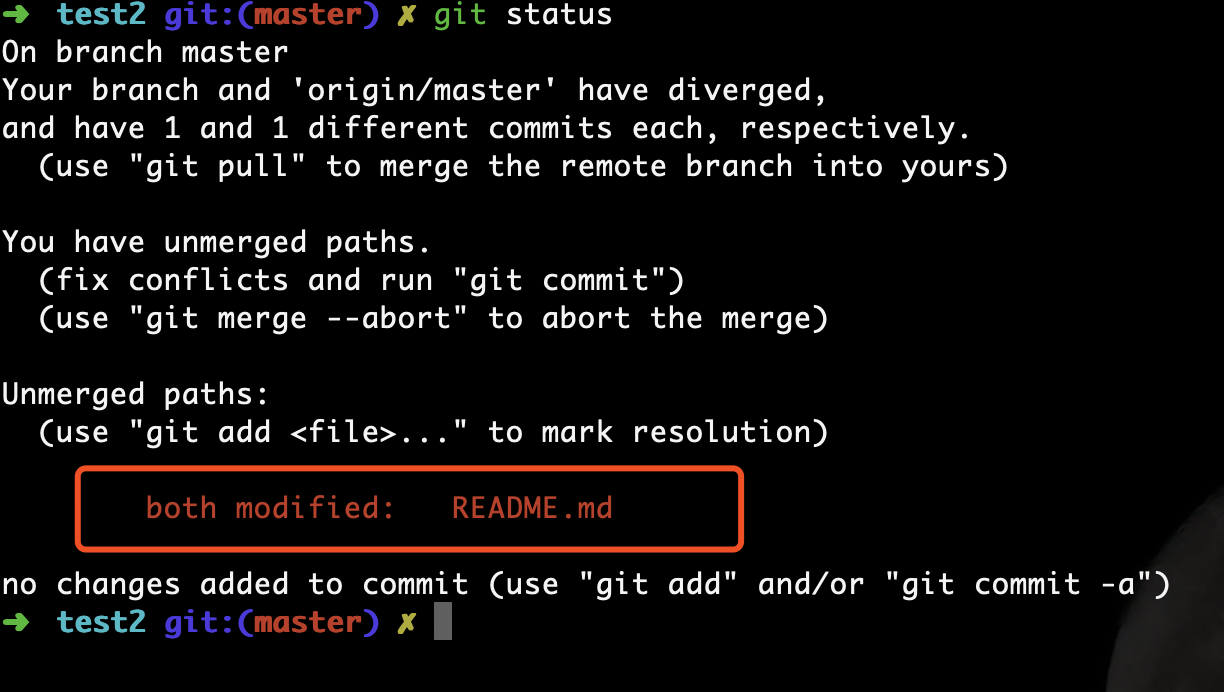 ➜ test2 git:(master) ✗ git status
On branch master
Your branch and 'origin/master' have diverged,
and have 1 and 1 different commits each, respectively.
(use "git pull" to merge the remote branch into yours)
You have unmerged paths.
(fix conflicts and run "git commit")
(use "git merge --abort" to abort the merge)
Unmerged paths:
(use "git add <file>..." to mark resolution)
both modified: README.md
no changes added to commit (use "git add" and/or "git commit -a")
➜ test2 git:(master) ✗